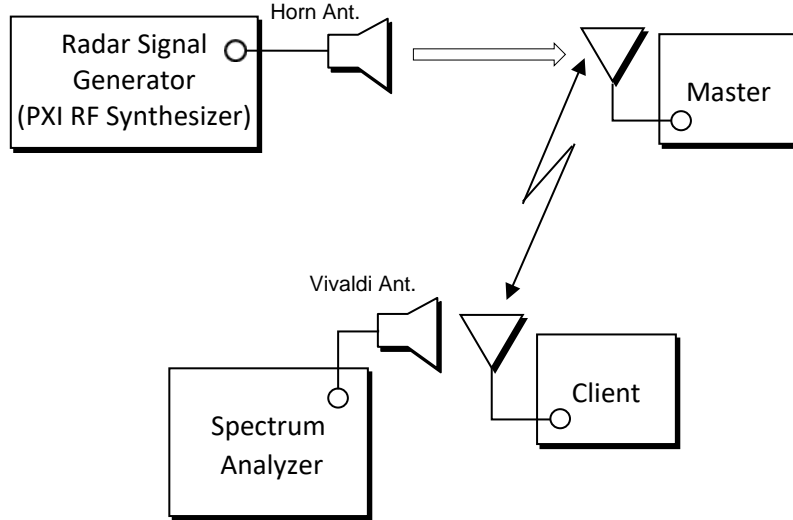 Horn Ant.
Radar Signal
Generator
(PXI RF Synthesizer)
Master
Vivaldi Ant.
Client
Spectrum
Analyzer